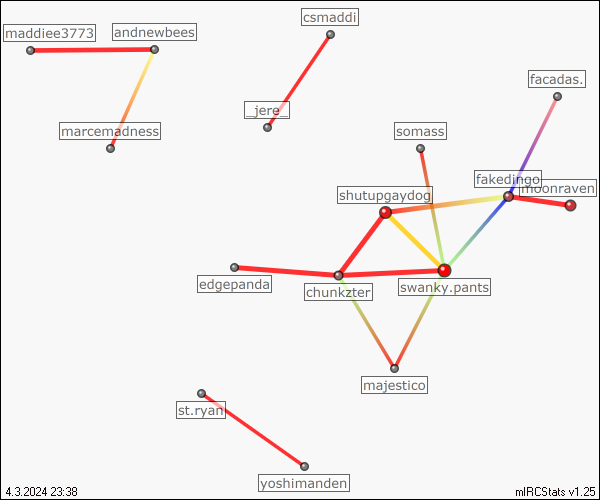 csmaddi
maddiee3773
andnewbees
facadas.
_jere_
marcemadness
somass
fakedingo
moonraven
shutupgaydog
edgepanda
chunkzter
swanky.pants
majestico
st.ryan
yoshimanden
4.3.2024 23:38
mIRCStats v1.25